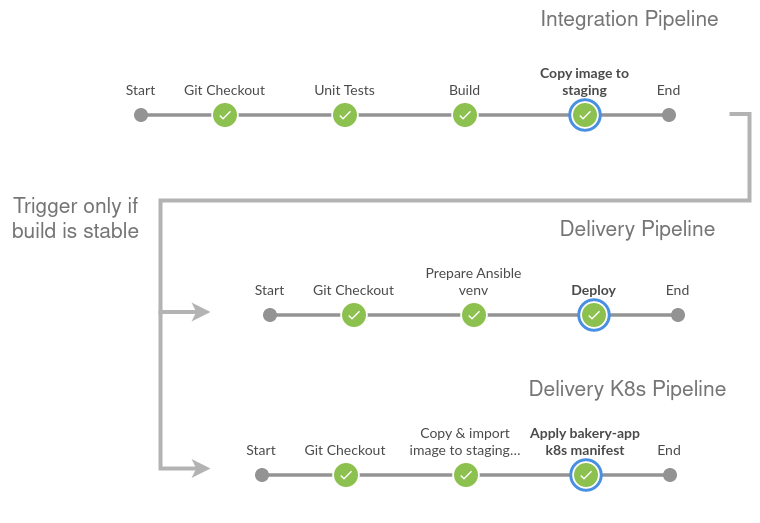 Integration Pipeline
Start
Git Checkout
Unit Tests
Build
Copy image to
staging
End
Trigger only if
build is stable
Delivery Pipeline
Start
Git Checkout
Prepare Ansible
venv
Deploy
End
Delivery K8s Pipeline
Start
Git Checkout
Copy & import
image to staging...
Apply bakery-app
k8s manifest
End